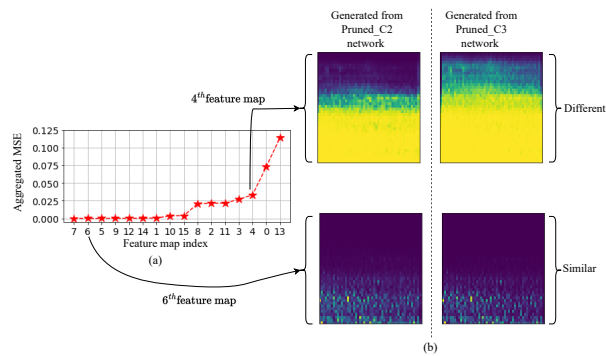 Generated from
Pruned_C2
network
Generated from
Pruned_C3
network
4th feature map
Different
Aggregated MSE
0.125
0.100
0.075
0.050
0.025
0.000
7 6 5 9 12 14 1 10 15 8 2 11 3 4 0 13
Feature map index
(a)
6th feature map
Similar
(b)